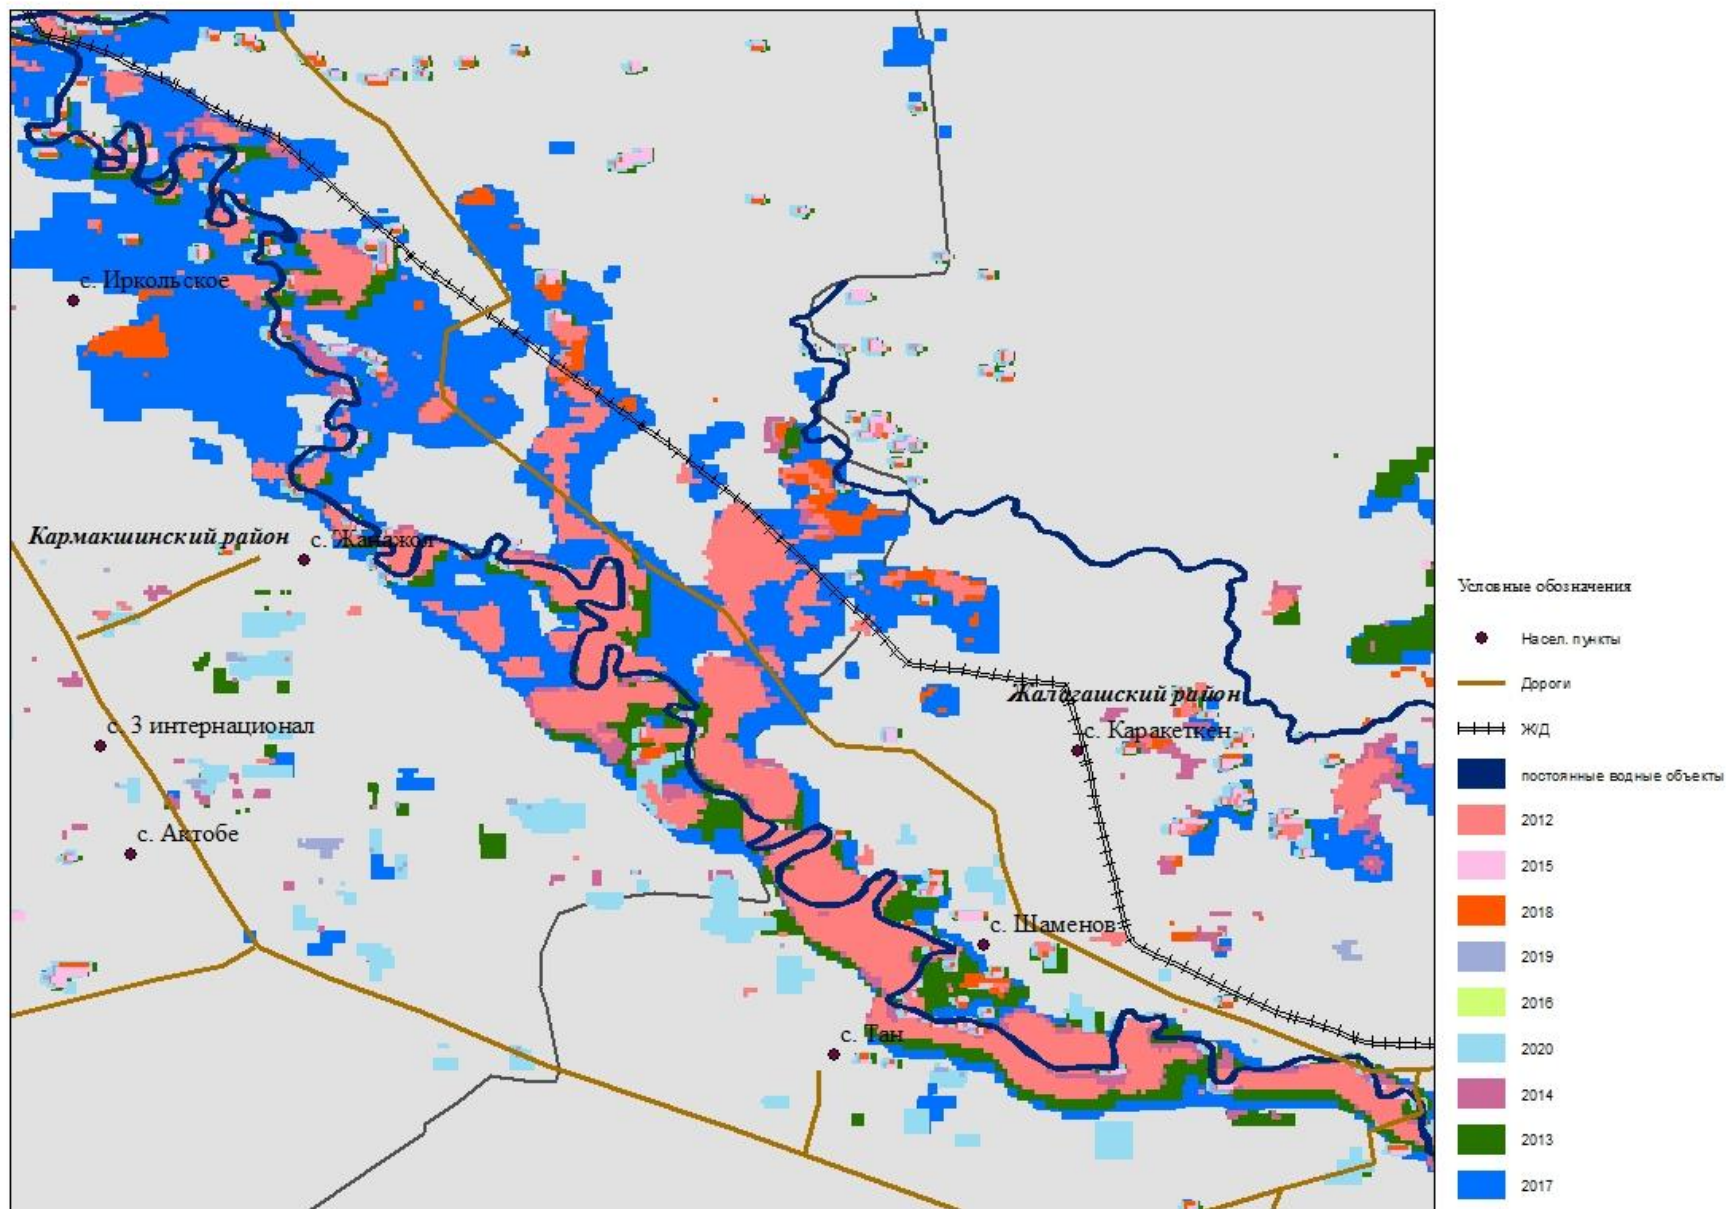 с. Иркольское
Кармакшинский район
с. Жанажол
Жалагашский район
с. 3 интернационал
с. Каракеткен
с. Актобе
с. Шаменов
с. Тан
Условные обозначения
Насел. пункты
Дороги
Ж/Д
постоянные водные объекты
2012
2015
2018
2019
2016
2020
2014
2013
2017